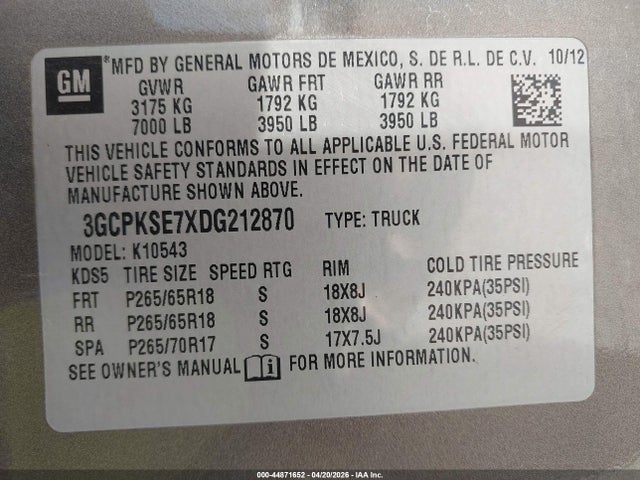 GM
*MFD BY GENERAL MOTORS DE MEXICO, S. DE R.L. DE C.V. 10/12
GVWR GAWR FRT GAWR RR
3175 KG 1792 KG 1792 KG
7000 LB 3950 LB 3950 LB
THIS VEHICLE CONFORMS TO ALL APPLICABLE U.S. FEDERAL MOTOR
VEHICLE SAFETY STANDARDS IN EFFECT ON THE DATE OF
MANUFACTURE SHOWN ABOVE.
3GCPKSE7XDG212870 TYPE: TRUCK
MODEL: K10543
KDS5 TIRE SIZE SPEED RTG RIM COLD TIRE PRESSURE
FRT P265/65R18 S 18X8J 240KPA(35PSI)
RR P265/65R18 S 18X8J 240KPA(35PSI)
SPA P265/70R17 S 17X7.5J 240KPA(35PSI)
SEE OWNER'S MANUAL i FOR MORE INFORMATION.
000-44871652 - 04/20/2026 - IAA Inc.